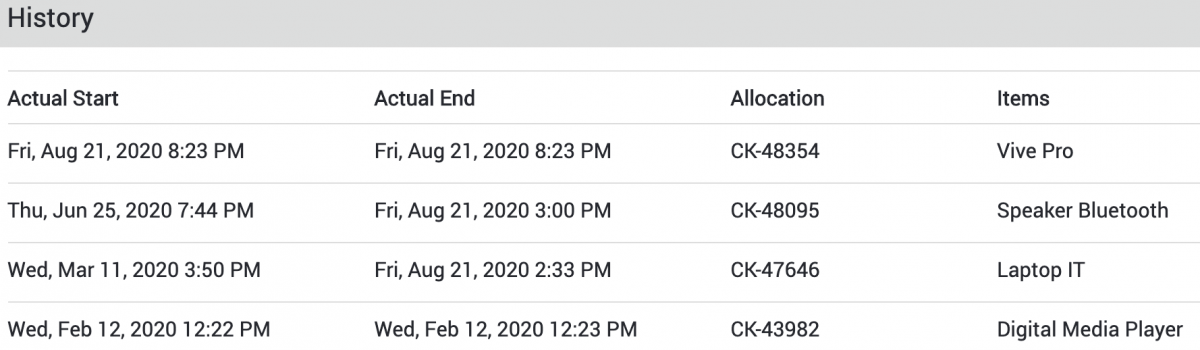 History
Actual Start Actual End Allocation Items
Fri, Aug 21, 2020 8:23 PM Fri, Aug 21, 2020 8:23 PM CK-48354 Vive Pro
Thu, Jun 25, 2020 7:44 PM Fri, Aug 21, 2020 3:00 PM CK-48095 Speaker Bluetooth
Wed, Mar 11, 2020 3:50 PM Fri, Aug 21, 2020 2:33 PM CK-47646 Laptop IT
Wed, Feb 12, 2020 12:22 PM Wed, Feb 12, 2020 12:23 PM CK-43982 Digital Media Player